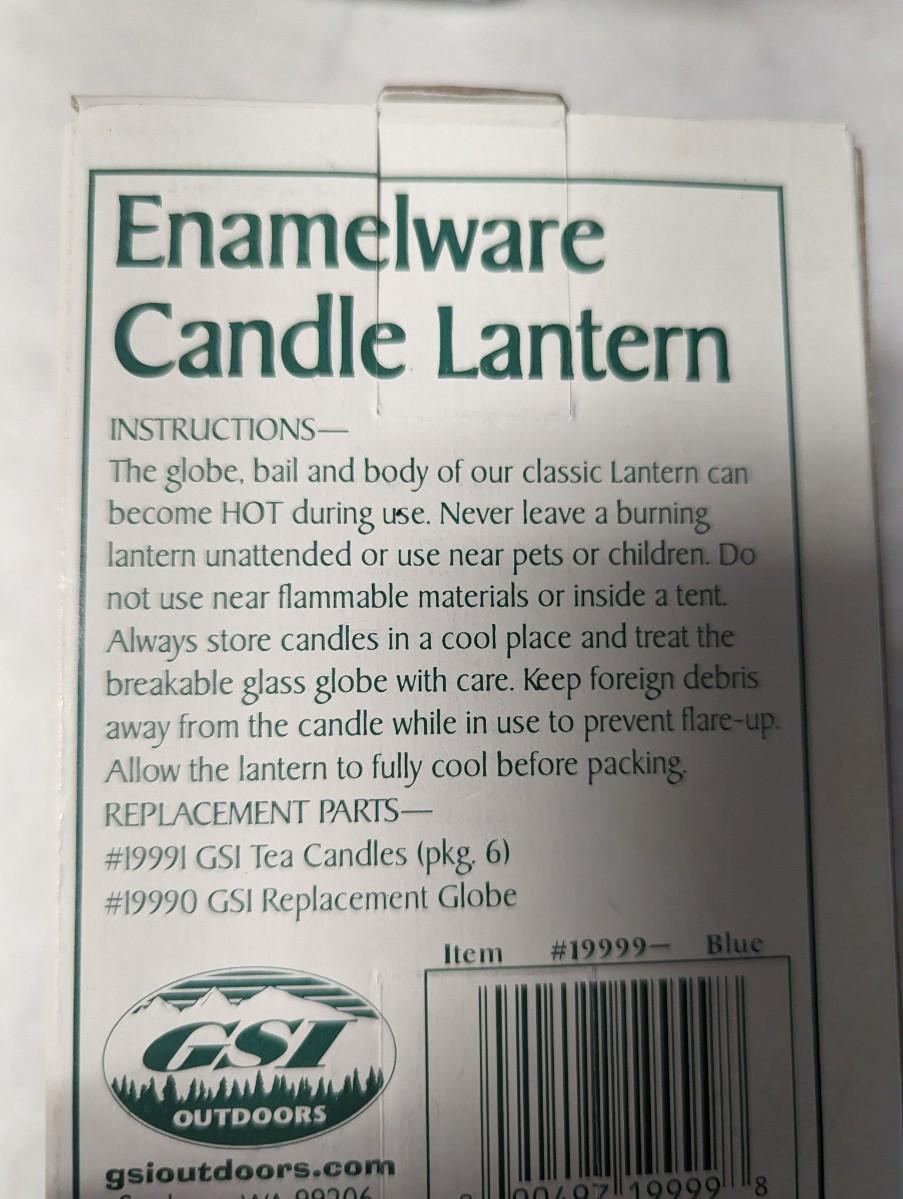 Enamelware
Candle Lantern
INSTRUCTIONS—
The globe, bail and body of our classic Lantern can
become HOT during use. Never leave a burning
lantern unattended or use near pets or children. Do
not use near flammable materials or inside a tent.
Always store candles in a cool place and treat the
breakable glass globe with care. Keep foreign debris
away from the candle while in use to prevent flare-up.
Allow the lantern to fully cool before packing.
REPLACEMENT PARTS—
#19991 GSI Tea Candles (pkg. 6)
#19990 GSI Replacement Globe
Item #19999— Blue
GSI
OUTDOORS
gsioutdoors.com
19999 8